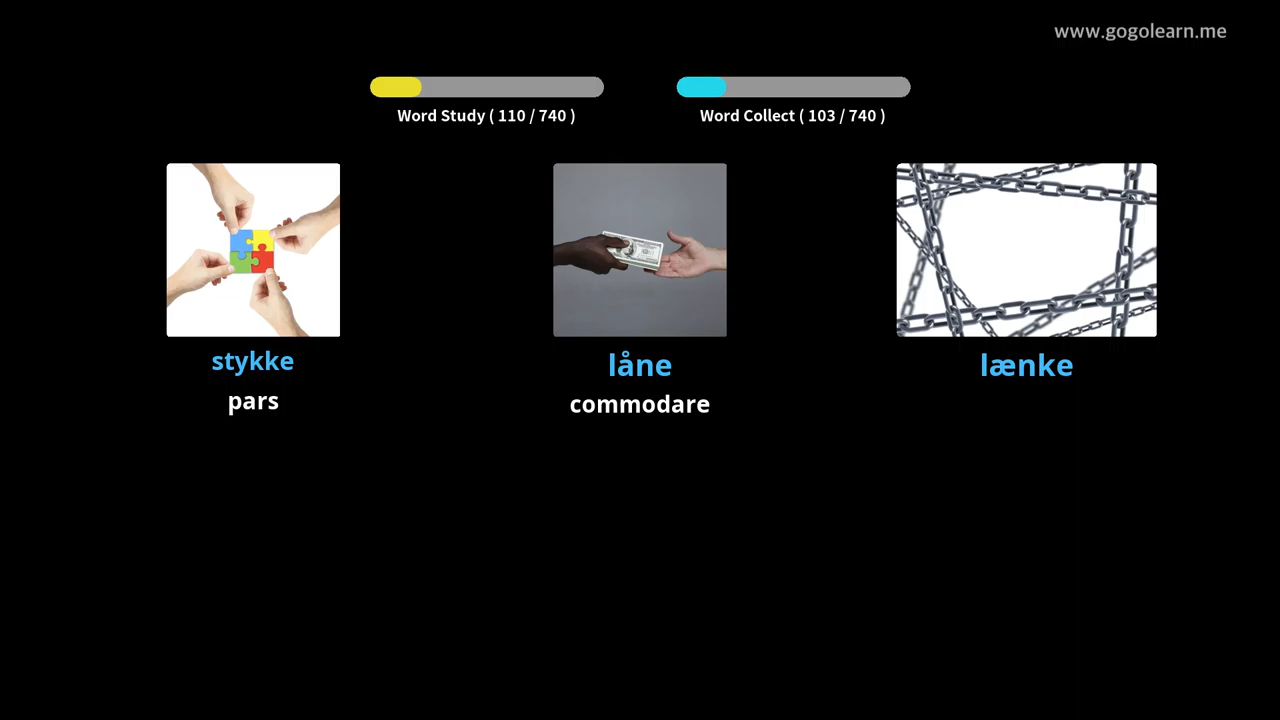 www.gogolearn.me
Word Study ( 110 / 740 )
Word Collect ( 103 / 740 )
stykke
pars
låne
commodare
lænke